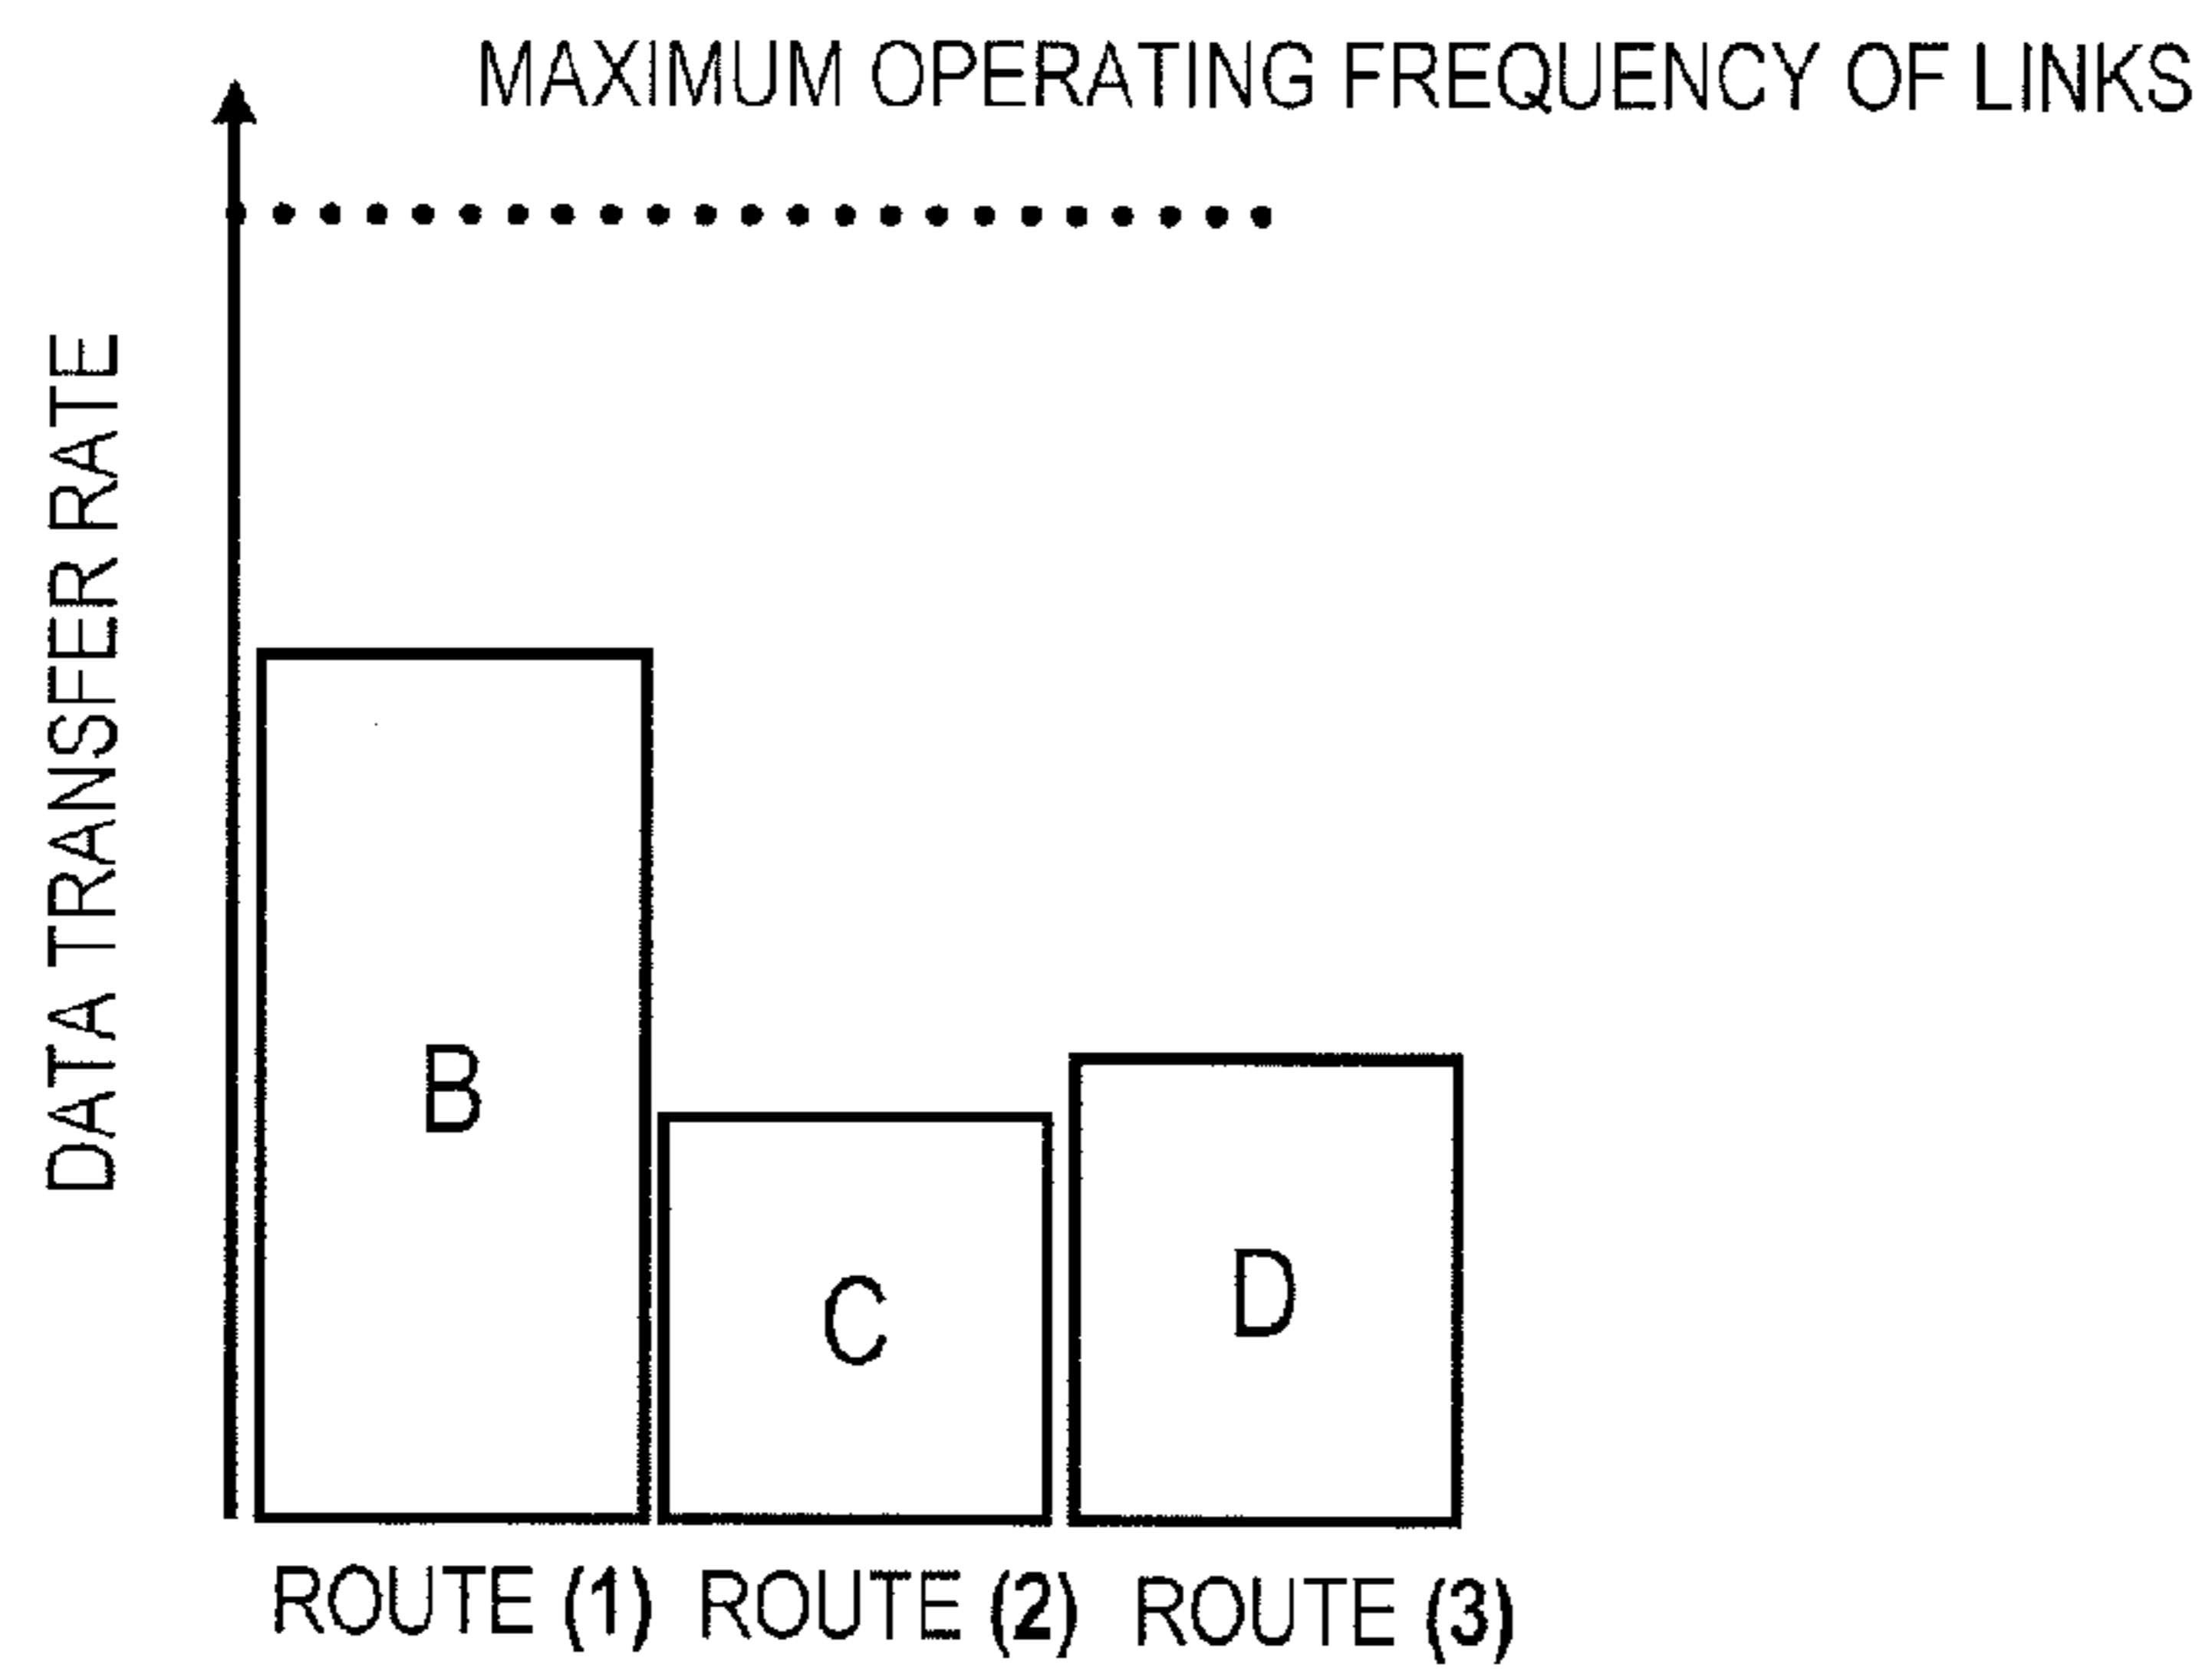 MAXIMUM OPERATING FREQUENCY OF LINKS
DATA TRANSFER RATE
B
C
D
ROUTE (1) ROUTE (2) ROUTE (3)